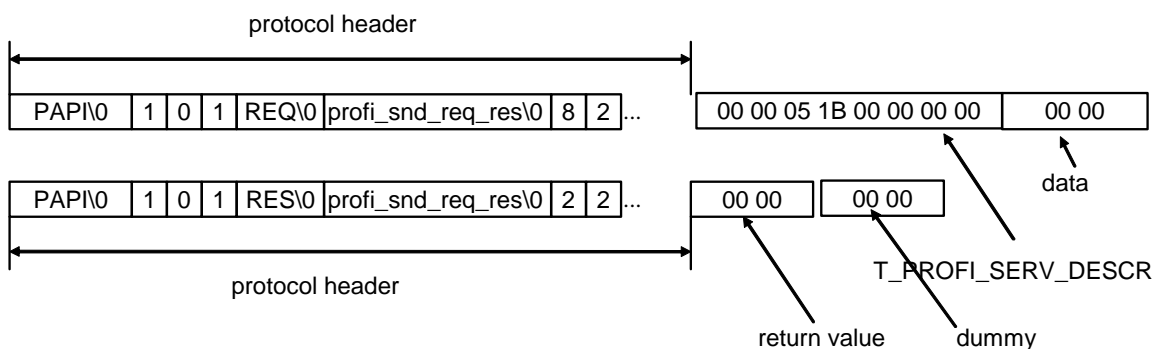 protocol header
PAPI\0 1 0 1 REQ\0 profi_snd_req_res\0 8 2 ... 00 00 05 1B 00 00 00 00 00 00
data
PAPI\0 1 0 1 RES\0 profi_snd_req_res\0 2 2 ... 00 00 00 00
T_PROFI_SERV_DESCR
protocol header
return value dummy